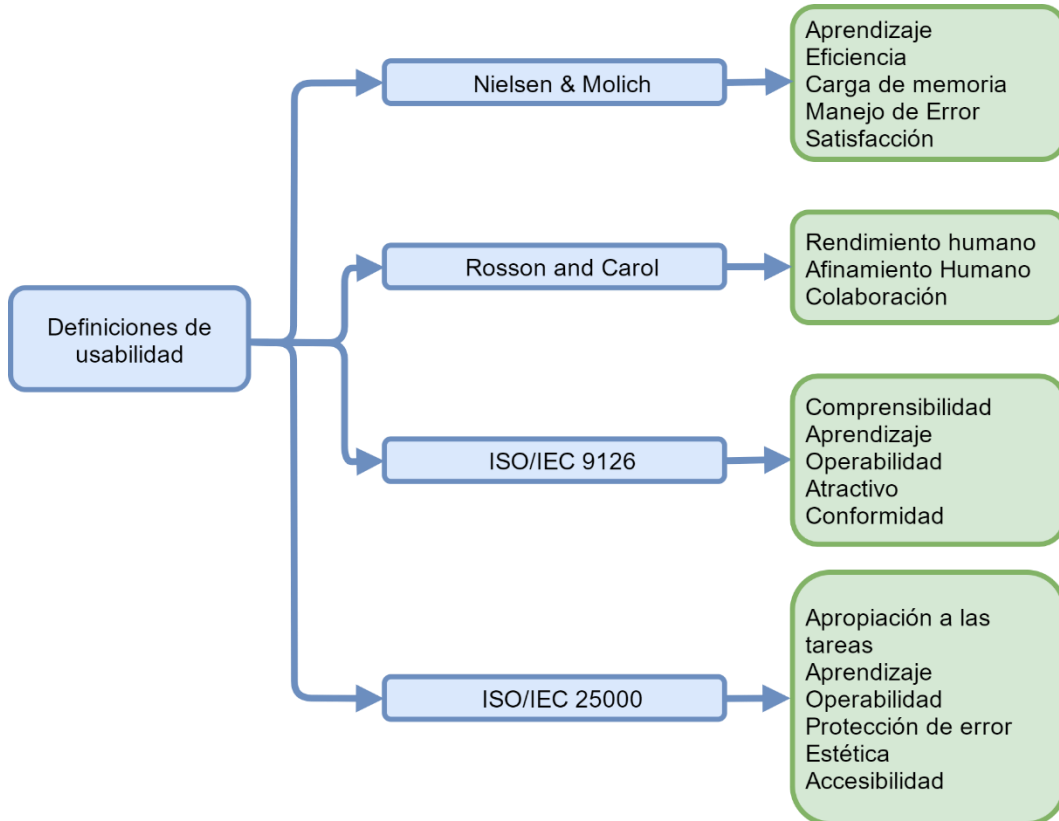 Definiciones de
usabilidad
Nielsen & Molich
Aprendizaje
Eficiencia
Carga de memoria
Manejo de Error
Satisfacción
Rosson and Carol
Rendimiento humano
Afinamiento Humano
Colaboración
ISO/IEC 9126
Comprensibilidad
Aprendizaje
Operabilidad
Atractivo
Conformidad
ISO/IEC 25000
Apropiación a las
tareas
Aprendizaje
Operabilidad
Protección de error
Estética
Accesibilidad